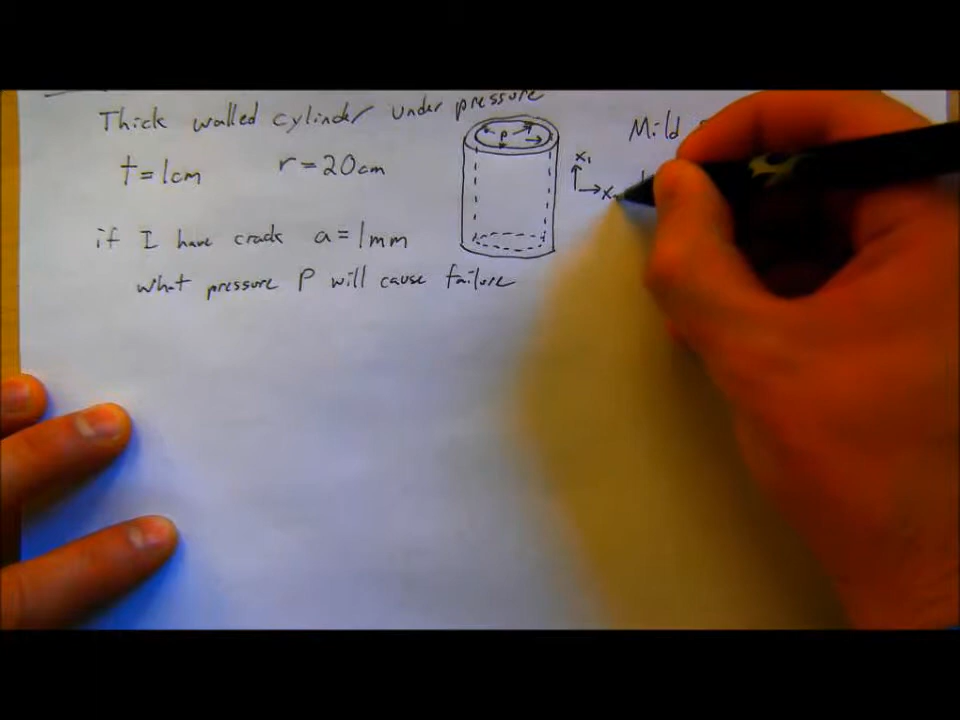 Thick walled cylinder under pressure
t = 1cm r = 20cm
if I have crack a = 1mm
what pressure P will cause failure
P
x₁
Mild